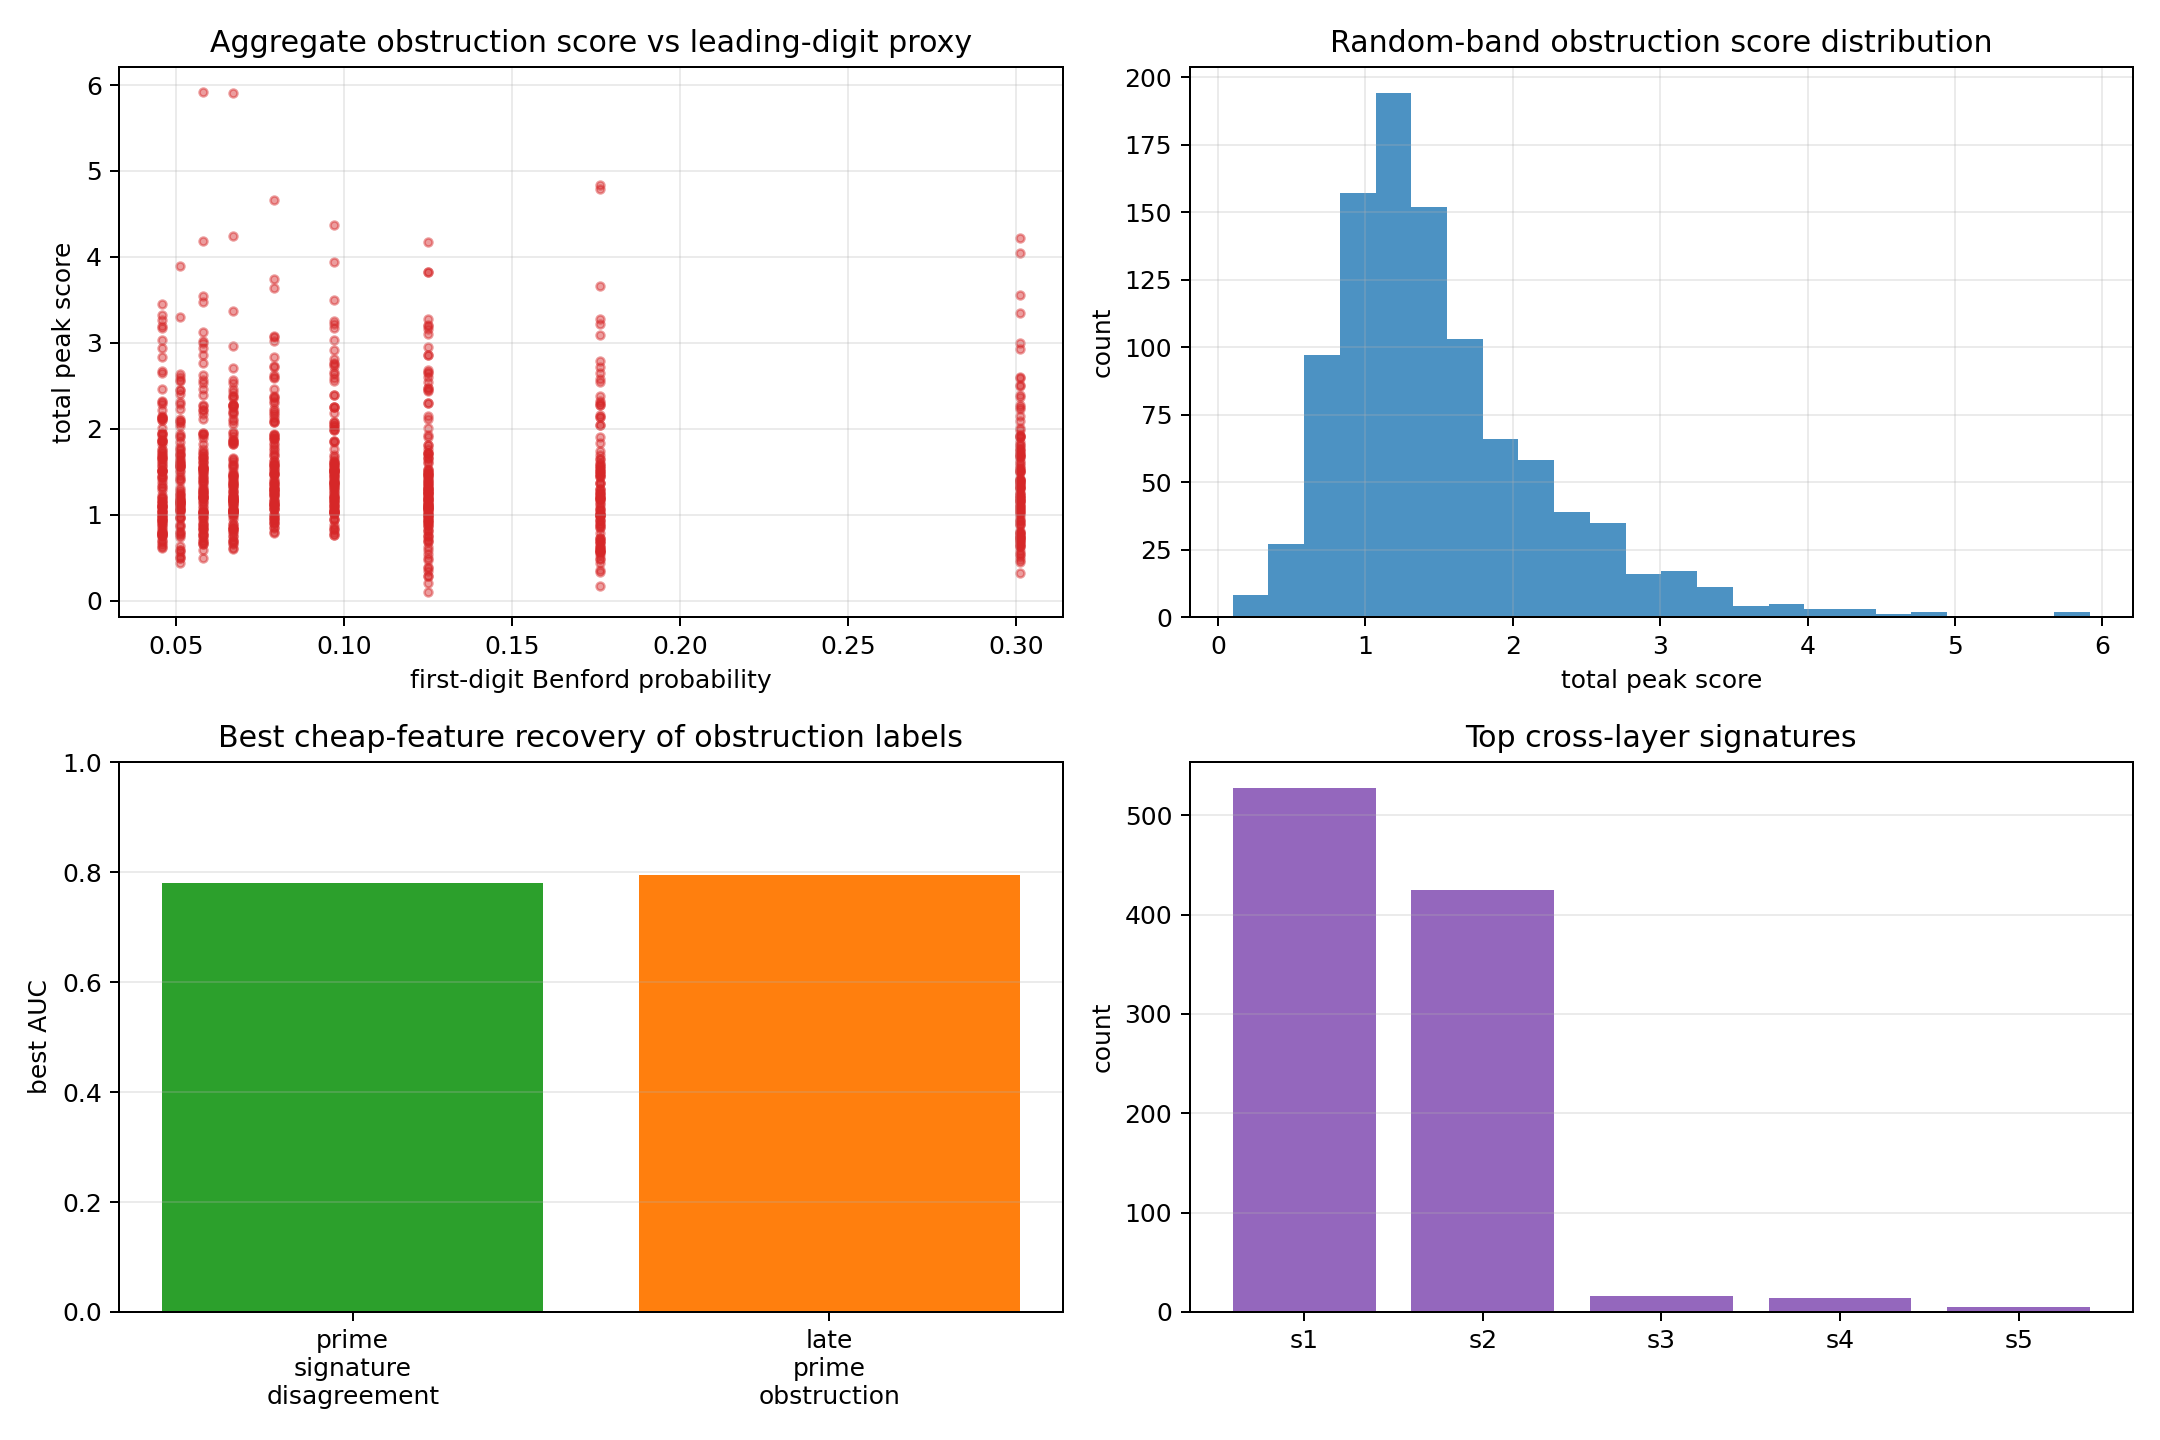 Aggregate obstruction score vs leading-digit proxy
6
5
4
3
2
1
0
total peak score
0.05 0.10 0.15 0.20 0.25 0.30
first-digit Benford probability
Random-band obstruction score distribution
200
175
150
125
100
75
50
25
0
count
0 1 2 3 4 5 6
total peak score
Best cheap-feature recovery of obstruction labels
1.0
0.8
0.6
0.4
0.2
0.0
best AUC
prime
signature
disagreement
late
prime
obstruction
Top cross-layer signatures
500
400
300
200
100
0
count
s1 s2 s3 s4 s5